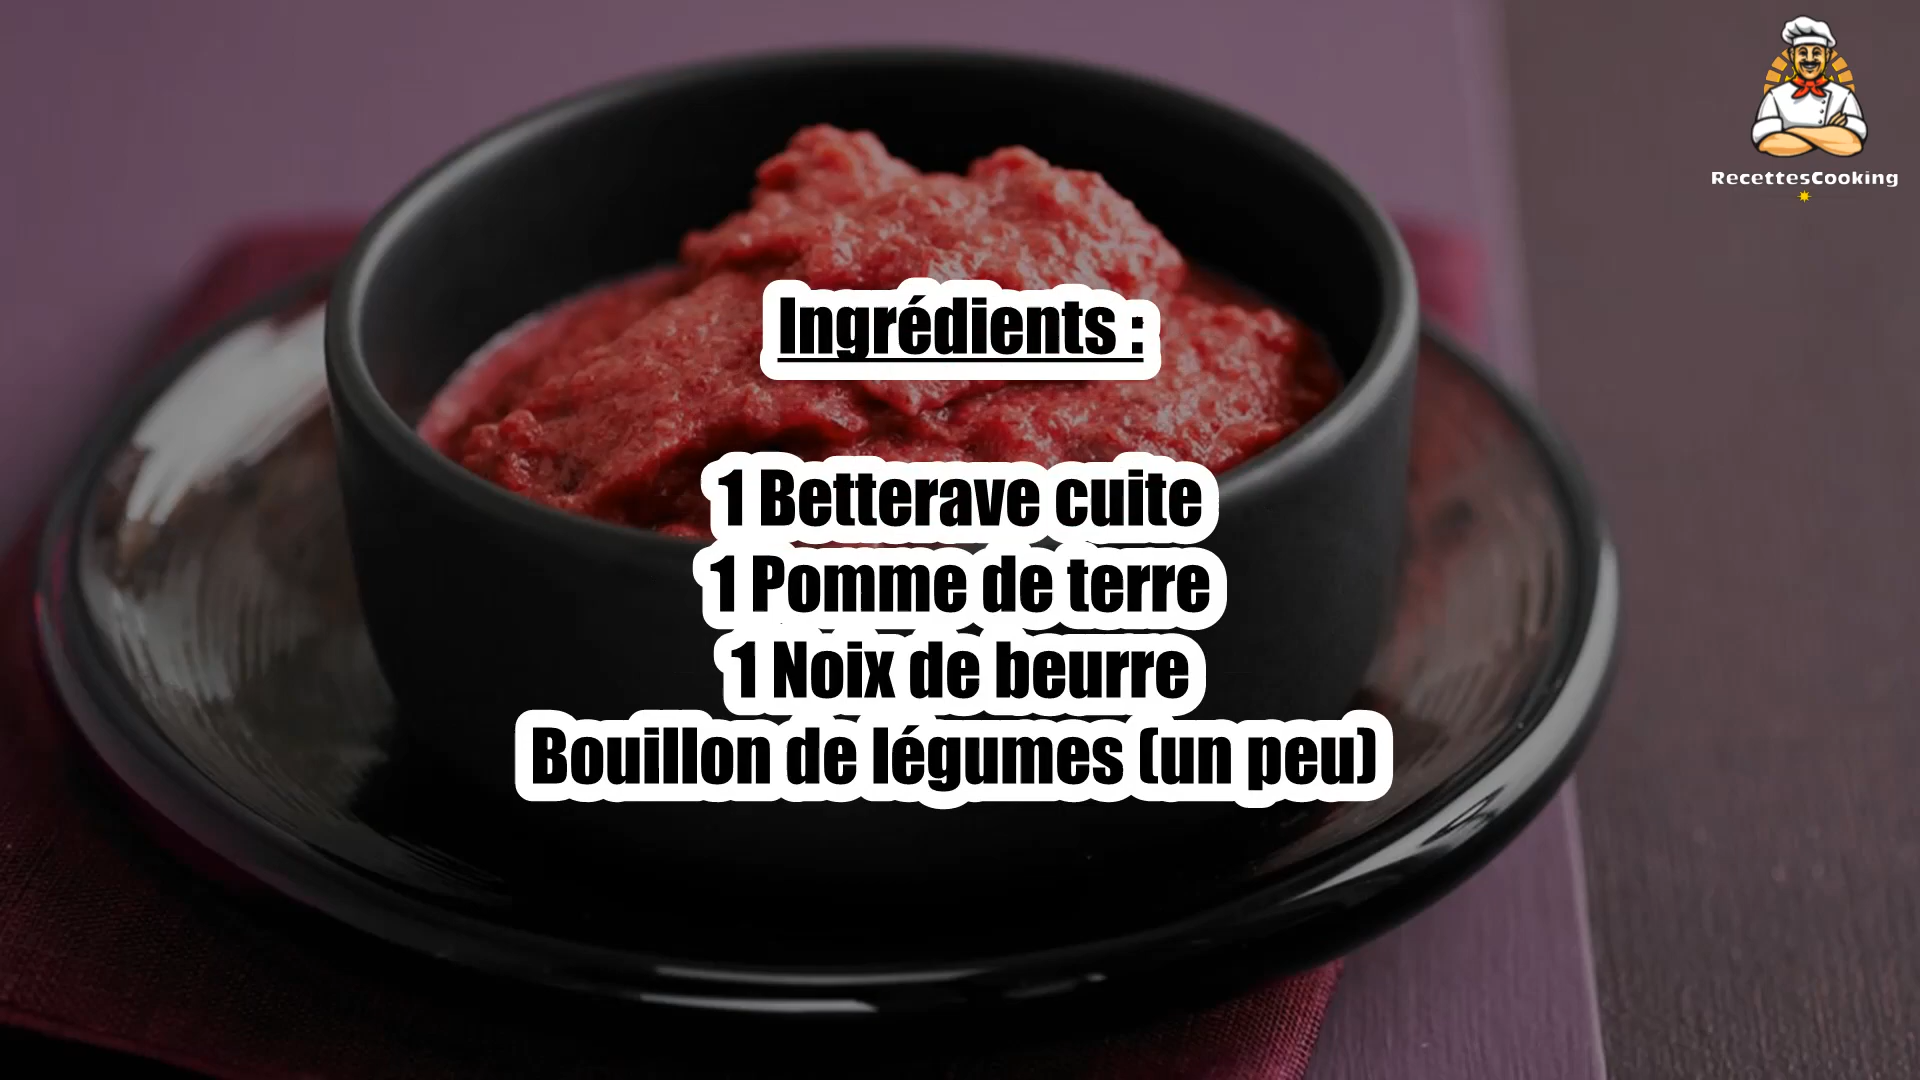 RecettesCooking
Ingrédients :
1 Betterave cuite
1 Pomme de terre
1 Noix de beurre
Bouillon de légumes (un peu)